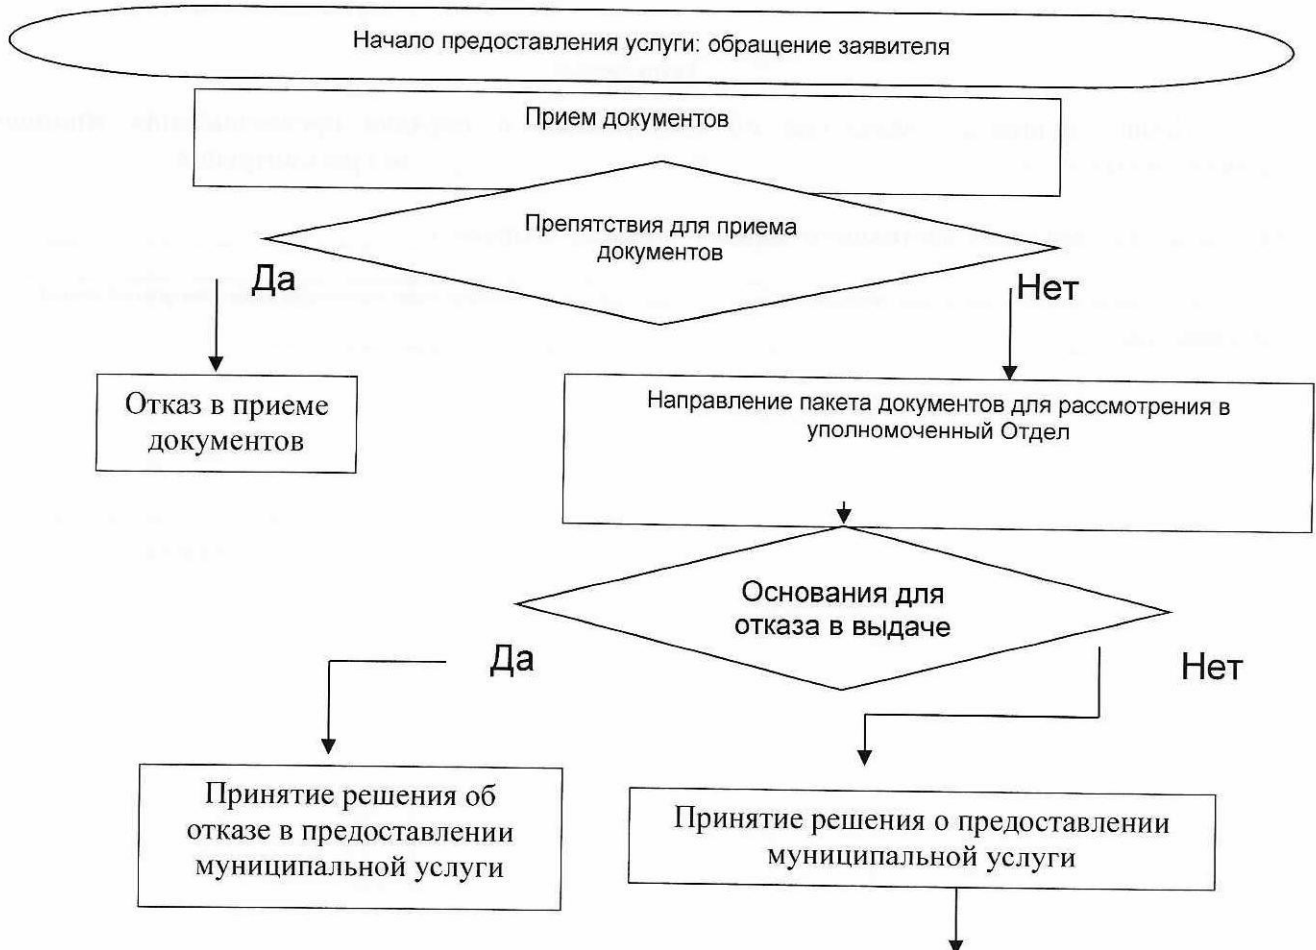 Начало предоставления услуги: обращение заявителя
Прием документов
Препятствия для приема
документов
Да
Нет
Отказ в приеме
документов
Направление пакета документов для рассмотрения в
уполномоченный Отдел
Основания для
отказа в выдаче
Да
Нет
Принятие решения об
отказе в предоставлении
муниципальной услуги
Принятие решения о предоставлении
муниципальной услуги